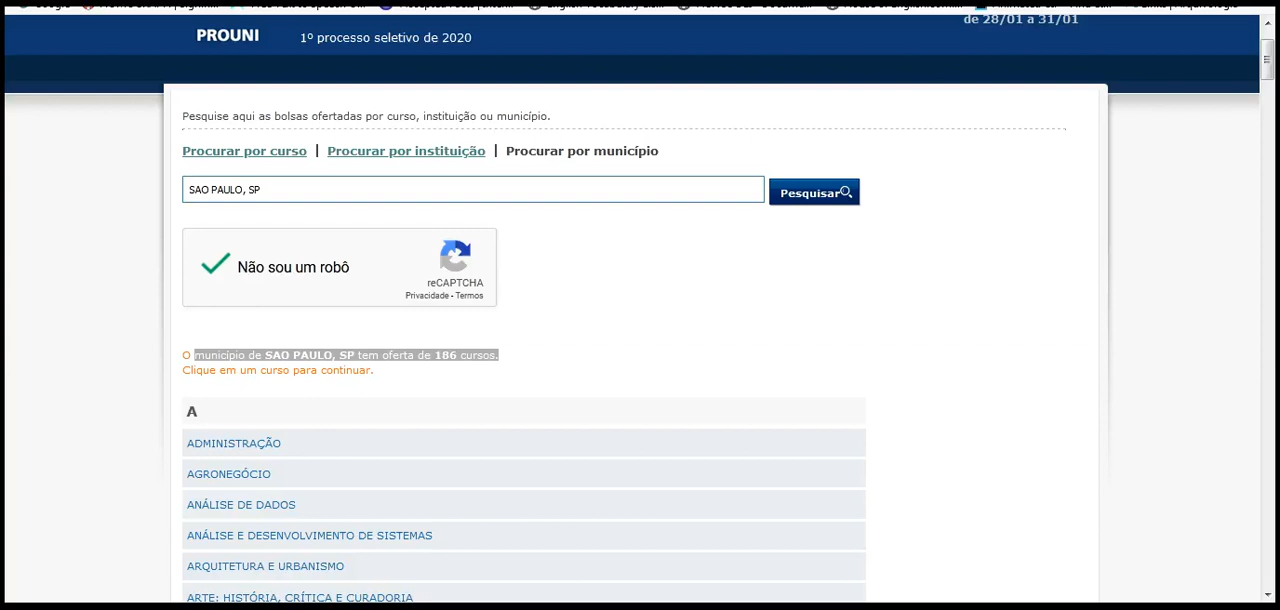 de 28/01 a 31/01
PROUNI 1º processo seletivo de 2020
Pesquise aqui as bolsas ofertadas por curso, instituição ou município.
Procurar por curso | Procurar por instituição | Procurar por município
SAO PAULO, SP
Pesquisar
Não sou um robô
reCAPTCHA
Privacidade - Termos
O município de SAO PAULO, SP tem oferta de 186 cursos.
Clique em um curso para continuar.
A
ADMINISTRAÇÃO
AGRONEGÓCIO
ANÁLISE DE DADOS
ANÁLISE E DESENVOLVIMENTO DE SISTEMAS
ARQUITETURA E URBANISMO
ARTE: HISTÓRIA, CRÍTICA E CURADORIA